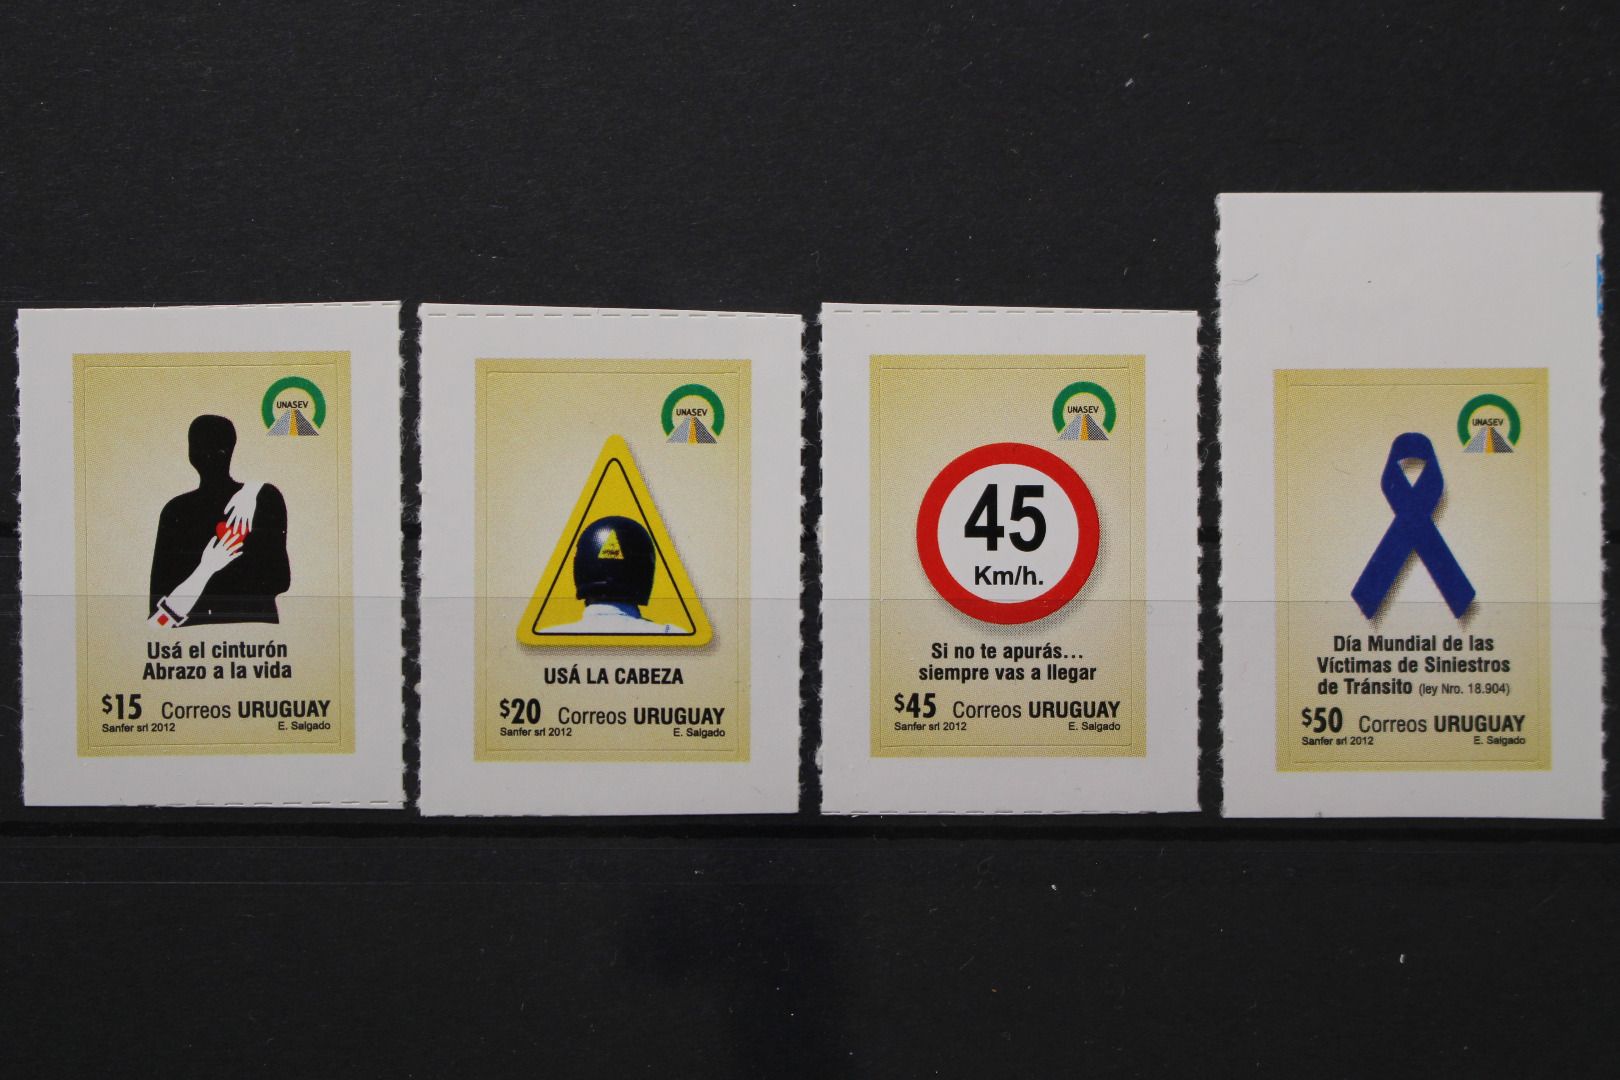 UNASEV
Usá el cinturón
Abrazo a la vida
$15 Correos URUGUAY
Sanfer srl 2012 E. Salgado
UNASEV
USÁ LA CABEZA
$20 Correos URUGUAY
Sanfer srl 2012 E. Salgado
UNASEV
45
Km/h.
Si no te apurás...
siempre vas a llegar
$45 Correos URUGUAY
Sanfer srl 2012 E. Salgado
UNASEV
Día Mundial de las
Víctimas de Siniestros
de Tránsito (ley Nro. 18.904)
$50 Correos URUGUAY
Sanfer srl 2012 E. Salgado